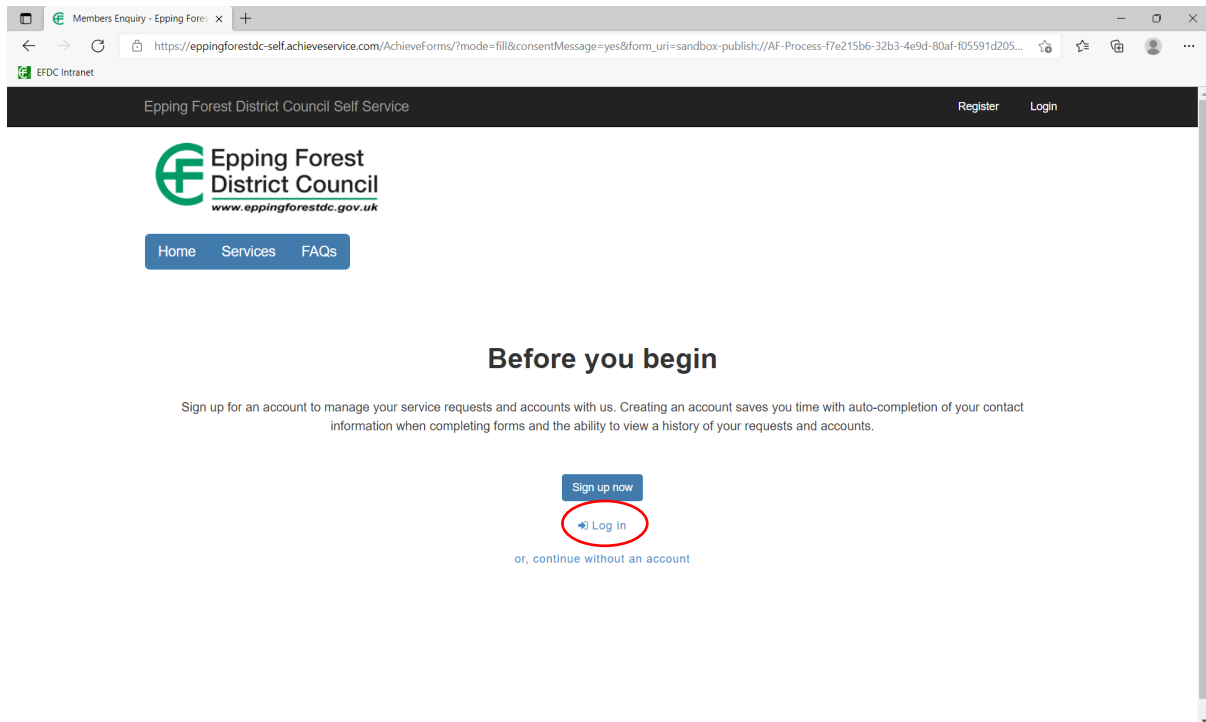 Members Enquiry - Epping Fores
https://eppingforestdc-self.achieveservice.com/AchieveForms/?mode=fill&consentMessage=yes&form_uri=sandbox-publish://AF-Process-f7e215b6-32b3-4e9d-80af-f05591d205...
EFDC Intranet
Epping Forest District Council Self Service Register Login
Epping Forest
District Council
www.eppingforestdc.gov.uk
Home Services FAQs
Before you begin
Sign up for an account to manage your service requests and accounts with us. Creating an account saves you time with auto-completion of your contact
information when completing forms and the ability to view a history of your requests and accounts.
Sign up now
Log in
or, continue without an account